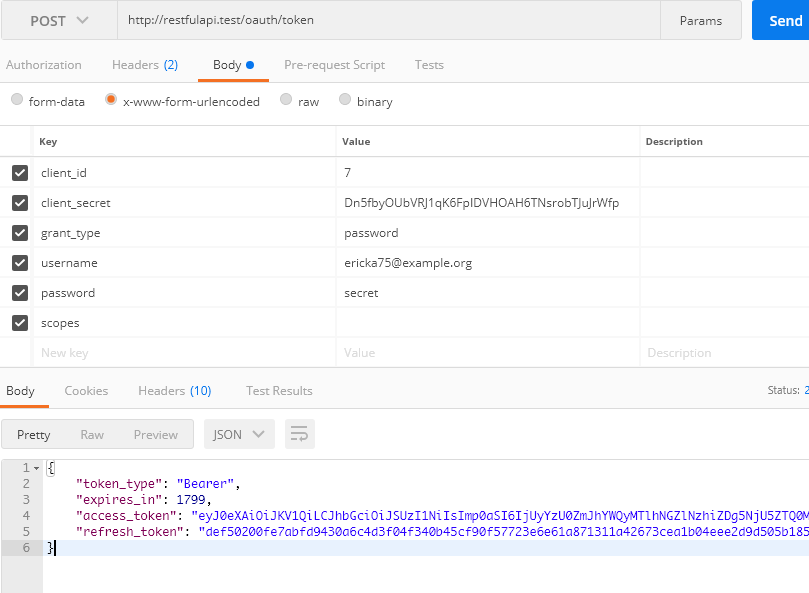 POST http://restfulapi.test/oauth/token Params Send
Authorization Headers (2) Body Pre-request Script Tests
form-data x-www-form-urlencoded raw binary
Key Value Description
client_id 7
client_secret Dn5fbyOUbVRJ1qK6FpIDVHOAH6TNsrobTJuJrWfp
grant_type password
username ericka75@example.org
password secret
scopes
New key Value Description
Body Cookies Headers (10) Test Results Status: 2
Pretty Raw Preview JSON
1 {
2 "token_type": "Bearer",
3 "expires_in": 1799,
4 "access_token": "eyJ0eXAiOiJKV1QiLCJhbGciOiJSUzI1NiIsImp0aSI6IjUyYzU0ZmJhYWQyMTlhNGZlNzhiZDg5NjU5ZTQ0M
5 "refresh_token": "def50200fe7abfd9430a6c4d3f04f340b45cf90f57723e6e61a871311a42673cea1b04eee2d9d505b185
6 }